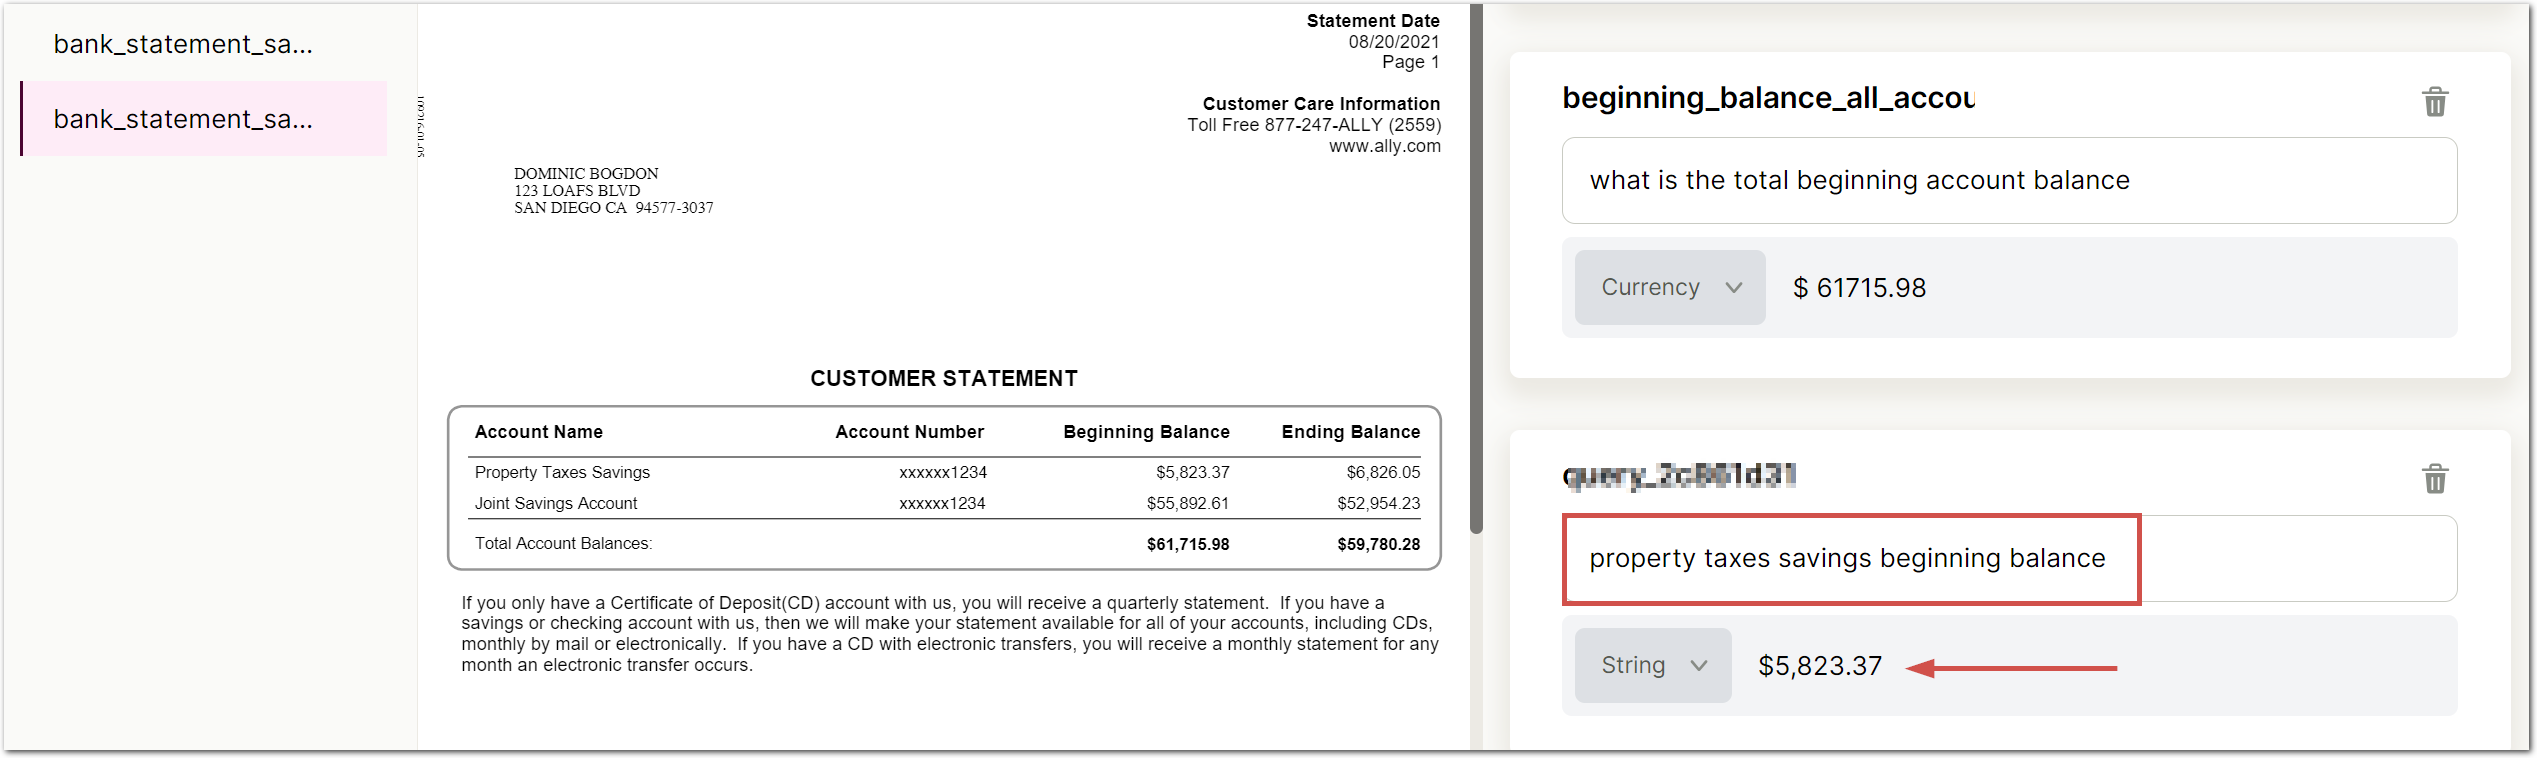 bank_statement_sa...
bank_statement_sa...
Statement Date
08/20/2021
Page 1
Customer Care Information
Toll Free 877-247-ALLY (2559)
www.ally.com
DOMINIC BOGDON
123 LOAFS BLVD
SAN DIEGO CA 94577-3037
CUSTOMER STATEMENT
Account Name Account Number Beginning Balance Ending Balance
Property Taxes Savings xxxxxx1234 $5,823.37 $6,826.05
Joint Savings Account xxxxxx1234 $55,892.61 $52,954.23
Total Account Balances: $61,715.98 $59,780.28
If you only have a Certificate of Deposit(CD) account with us, you will receive a quarterly statement. If you have a
savings or checking account with us, then we will make your statement available for all of your accounts, including CDs,
monthly by mail or electronically. If you have a CD with electronic transfers, you will receive a monthly statement for any
month an electronic transfer occurs.
beginning_balance_all_accou
what is the total beginning account balance
Currency $ 61715.98
property taxes savings beginning balance
String $5,823.37